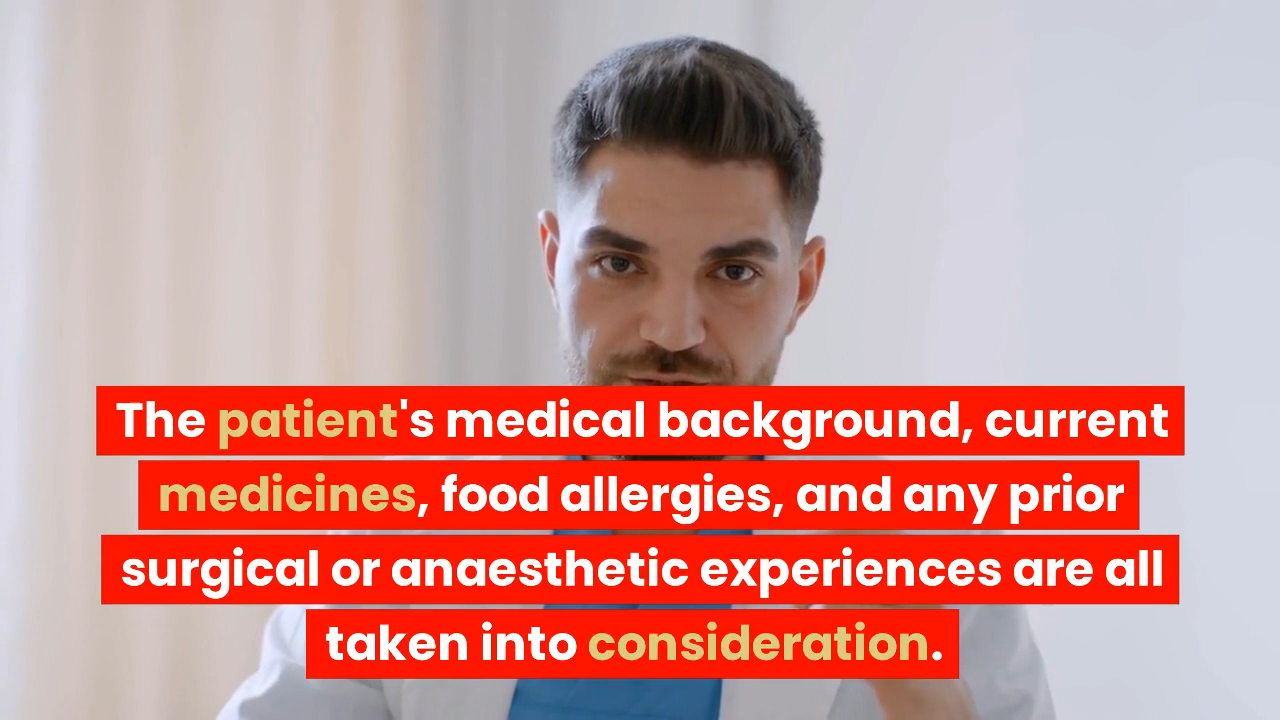 The patient's medical background, current
medicines, food allergies, and any prior
surgical or anaesthetic experiences are all
taken into consideration.